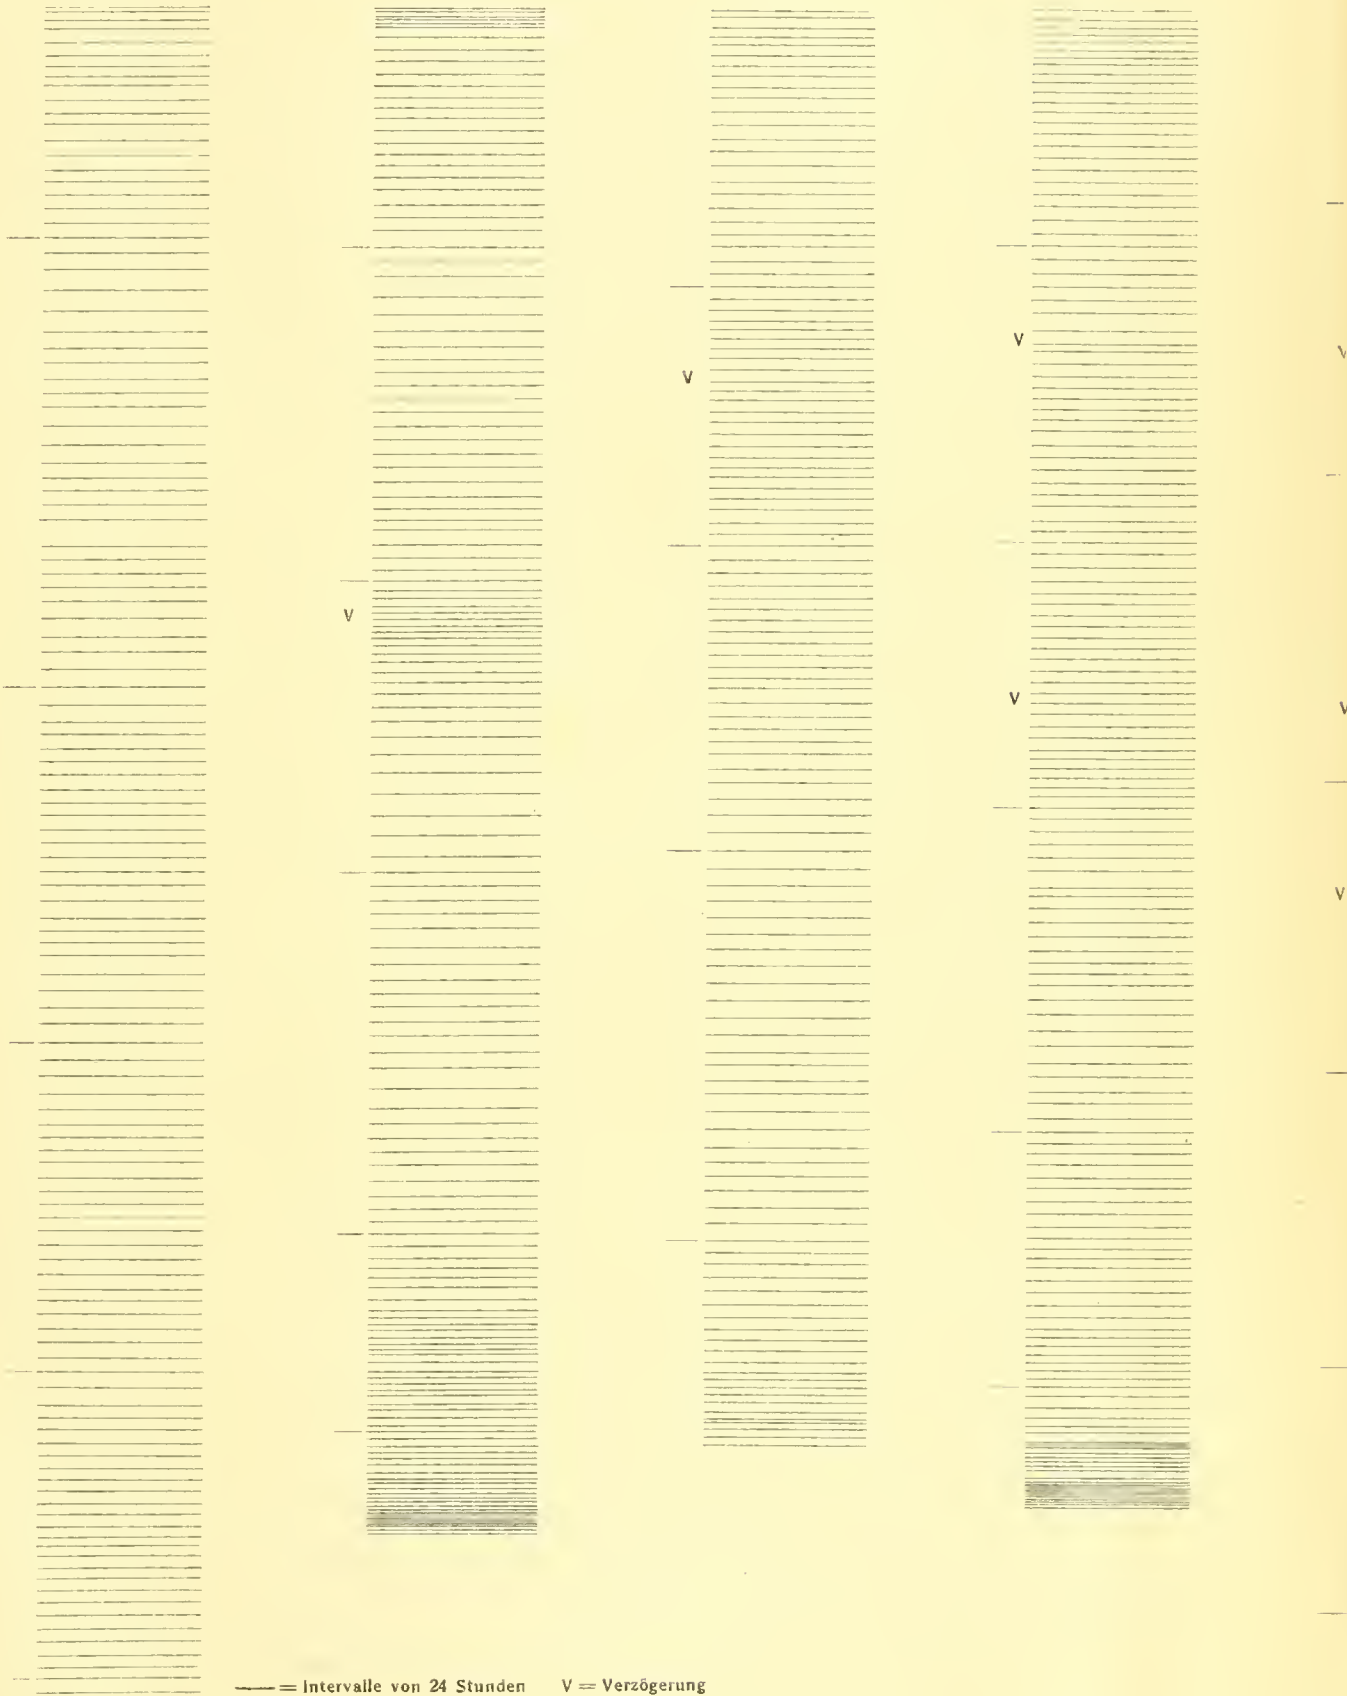 V
V
V
V
V
V
V
— = Intervalle von 24 Stunden V = Verzögerung